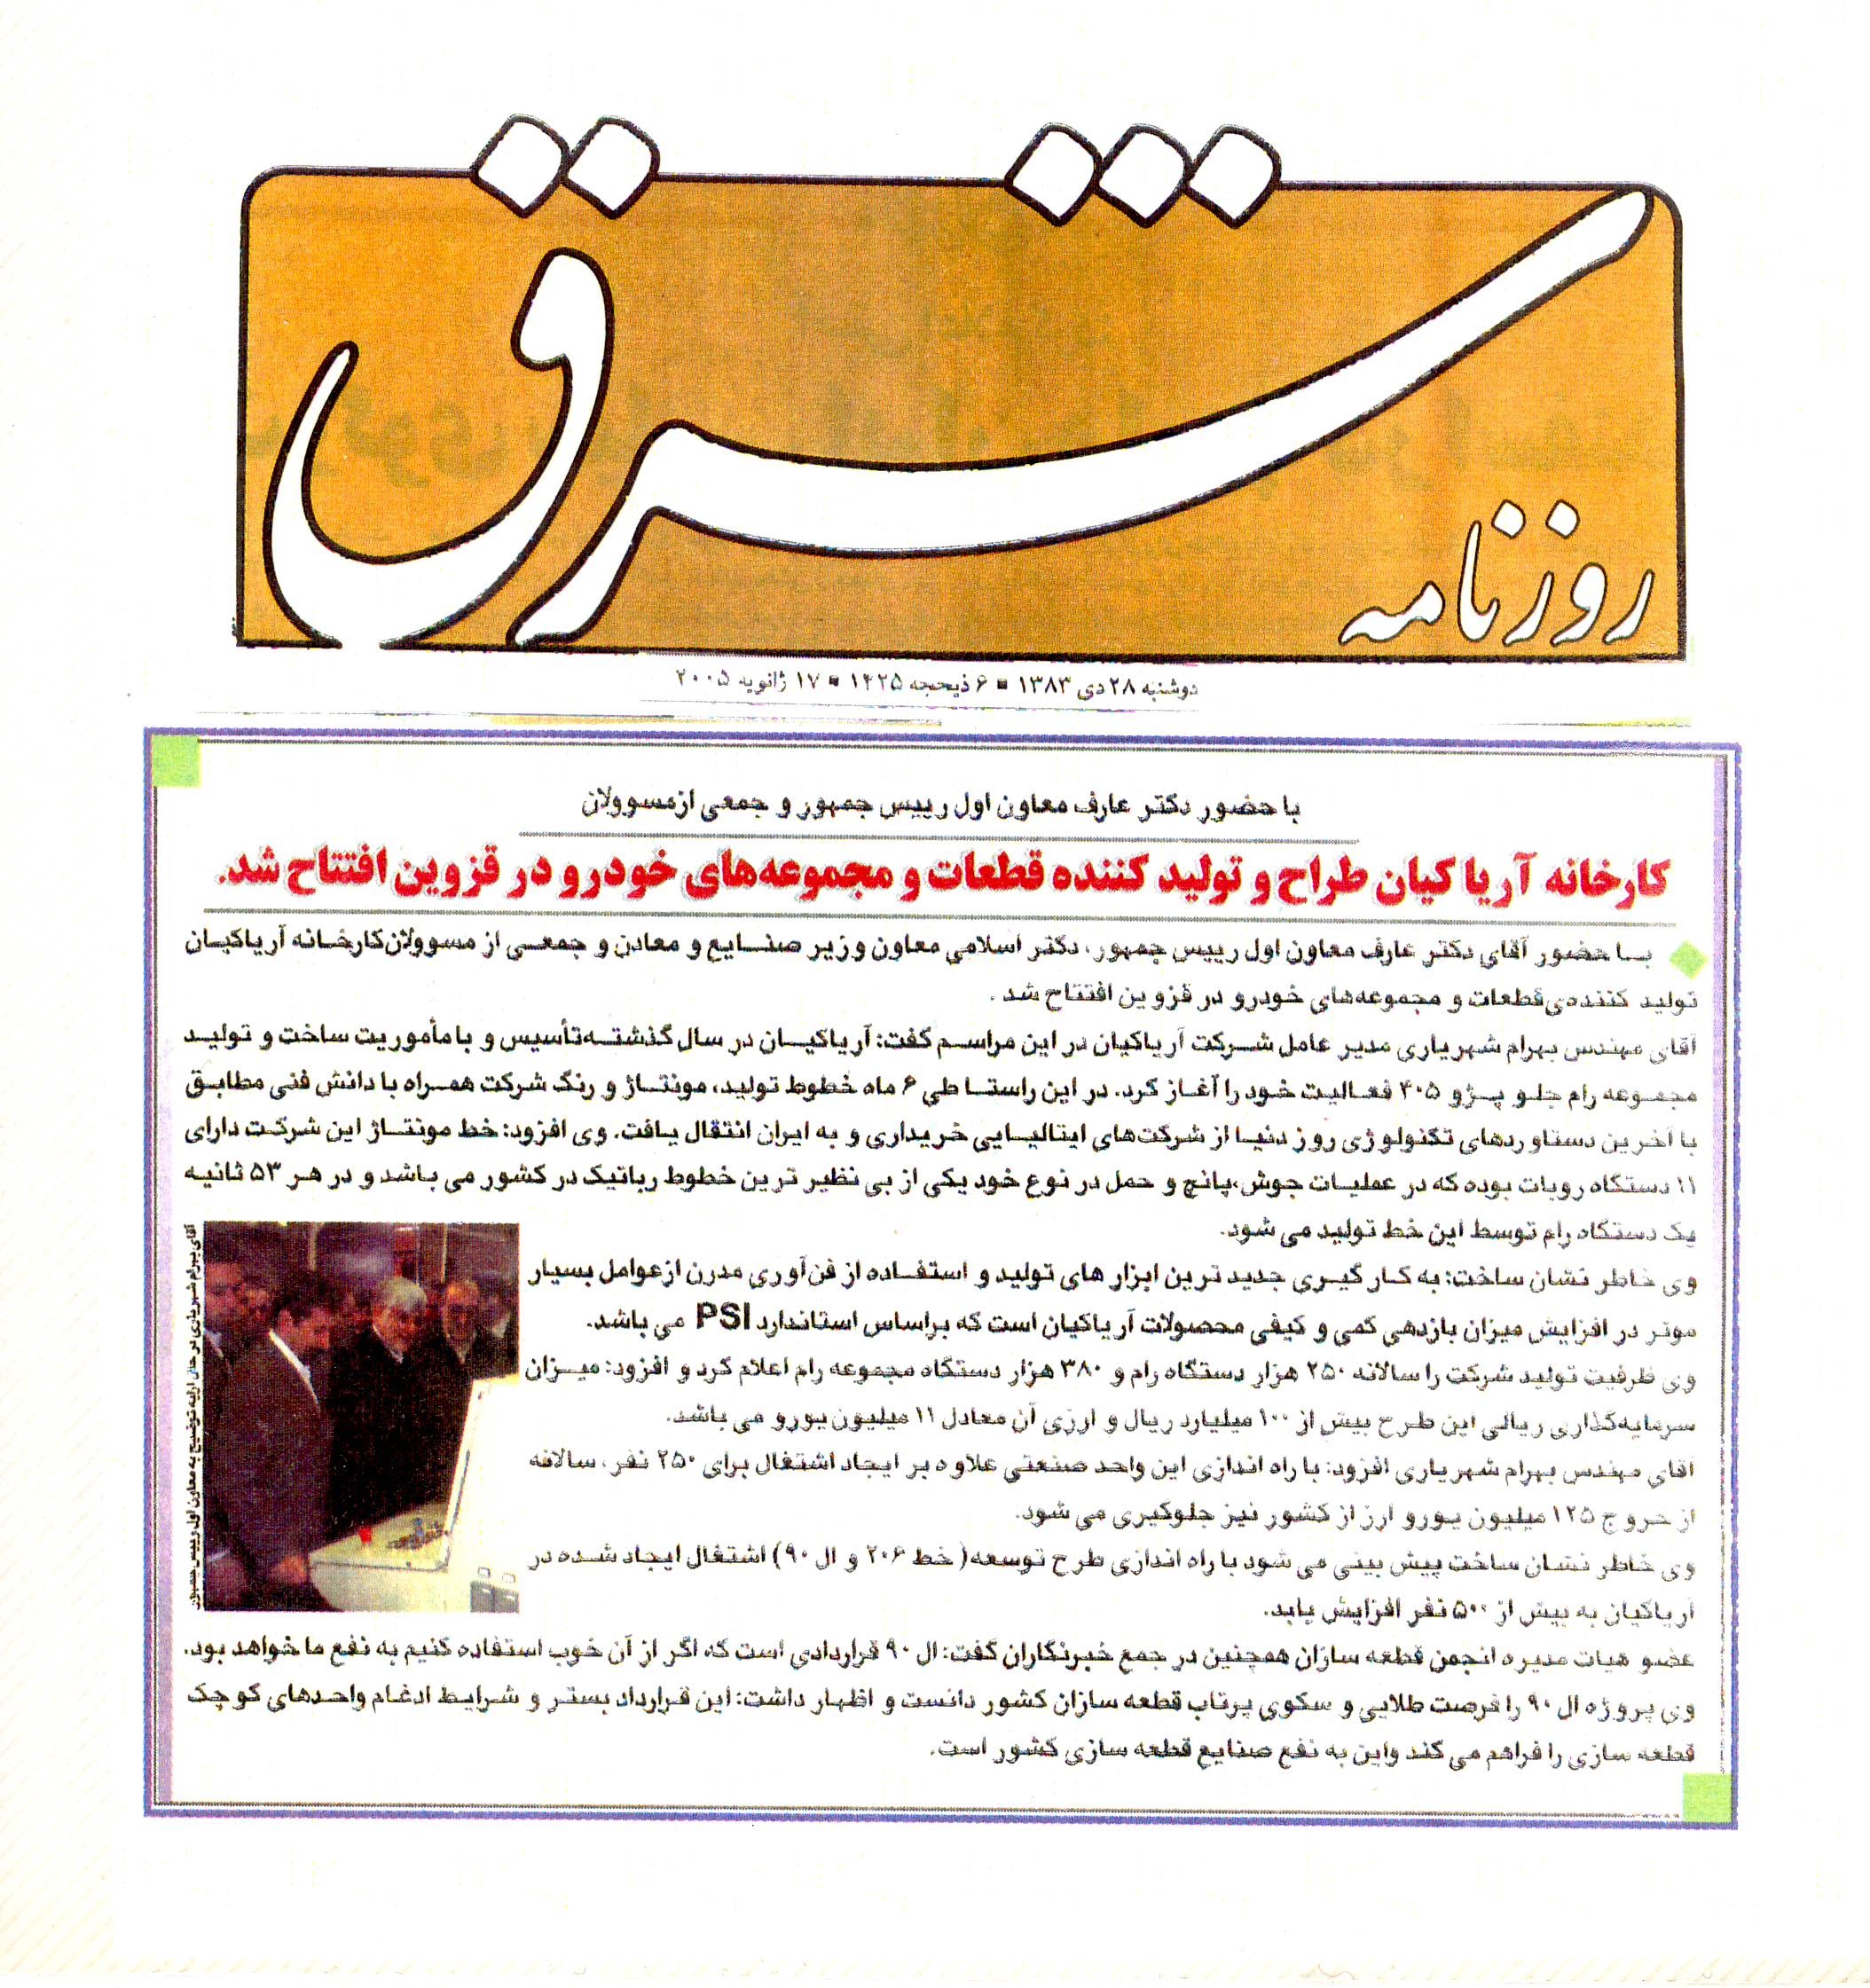 شرق
روزنامه
دوشنبه ۲۸ دی ۱۳۸۳ ■ ۶ ذیحجه ۱۴۲۵ ■ ۱۷ ژانویه ۲۰۰۵
با حضور دکتر عارف معاون اول رییس جمهور و جمعی از مسوولان
کارخانه آریا کیان طراح و تولید کننده قطعات و مجموعه‌های خودرو در قزوین افتتاح شد.
با حضور آقای دکتر عارف معاون اول رییس جمهور، دکتر اسلامی معاون وزیر صنایع و معادن و جمعی از مسوولان کارخانه آریاکیان
تولید کننده‌ی قطعات و مجموعه‌های خودرو در قزوین افتتاح شد.
آقای مهندس بهرام شهریاری مدیر عامل شرکت آریاکیان در این مراسم گفت: آریاکیان در سال گذشته تأسیس و با مأموریت ساخت و تولید
مجموعه رام جلو پژو ۴۰۵ فعالیت خود را آغاز کرد. در این راستا طی ۶ ماه خطوط تولید، مونتاژ و رنگ شرکت همراه با دانش فنی مطابق
با آخرین دستاوردهای تکنولوژی روز دنیا از شرکت‌های ایتالیایی خریداری و به ایران انتقال یافت. وی افزود: خط مونتاژ این شرکت دارای
۱۱ دستگاه روبات بوده که در عملیات جوش، پانچ و حمل در نوع خود یکی از بی نظیر ترین خطوط رباتیک در کشور می باشد و در هر ۵۳ ثانیه
یک دستگاه رام توسط این خط تولید می شود.
وی خاطر نشان ساخت: به کار گیری جدید ترین ابزار های تولید و استفاده از فن‌آوری مدرن از عوامل بسیار
موثر در افزایش میزان بازدهی کمی و کیفی محصولات آریاکیان است که براساس استاندارد PSI می باشد.
وی ظرفیت تولید شرکت را سالانه ۲۵۰ هزار دستگاه رام و ۳۸۰ هزار دستگاه مجموعه رام اعلام کرد و افزود: میزان
سرمایه‌گذاری ریالی این طرح بیش از ۱۰۰ میلیارد ریال و ارزی آن معادل ۱۱ میلیون یورو می باشد.
آقای مهندس بهرام شهریاری افزود: با راه اندازی این واحد صنعتی علاوه بر ایجاد اشتغال برای ۲۵۰ نفر، سالانه
از خروج ۱۲۵ میلیون یورو ارز از کشور نیز جلوگیری می شود.
وی خاطر نشان ساخت پیش بینی می شود با راه اندازی طرح توسعه (خط ۲۰۶ و ال ۹۰) اشتغال ایجاد شده در
آریاکیان به بیش از ۵۰۰ نفر افزایش یابد.
عضو هیات مدیره انجمن قطعه سازان همچنین در جمع خبرنگاران گفت: ال ۹۰ قراردادی است که اگر از آن خوب استفاده کنیم به نفع ما خواهد بود.
وی پروژه ال ۹۰ را فرصت طلایی و سکوی پرتاب قطعه سازان کشور دانست و اظهار داشت: این قرارداد بستر و شرایط ادغام واحدهای کوچک
قطعه سازی را فراهم می کند و این به نفع صنایع قطعه سازی کشور است.
آقای بهرام شهریاری در حال ارایه توضیح به معاون اول رییس جمهور